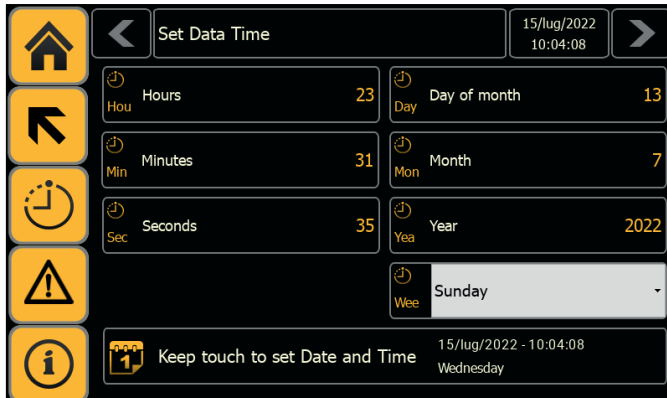 Set Data Time
15/lug/2022
10:04:08
Hou
Hours
23
Day
Day of month
13
Min
Minutes
31
Mon
Month
7
Sec
Seconds
35
Yea
Year
2022
Wee
Sunday
1
Keep touch to set Date and Time
15/lug/2022 - 10:04:08
Wednesday